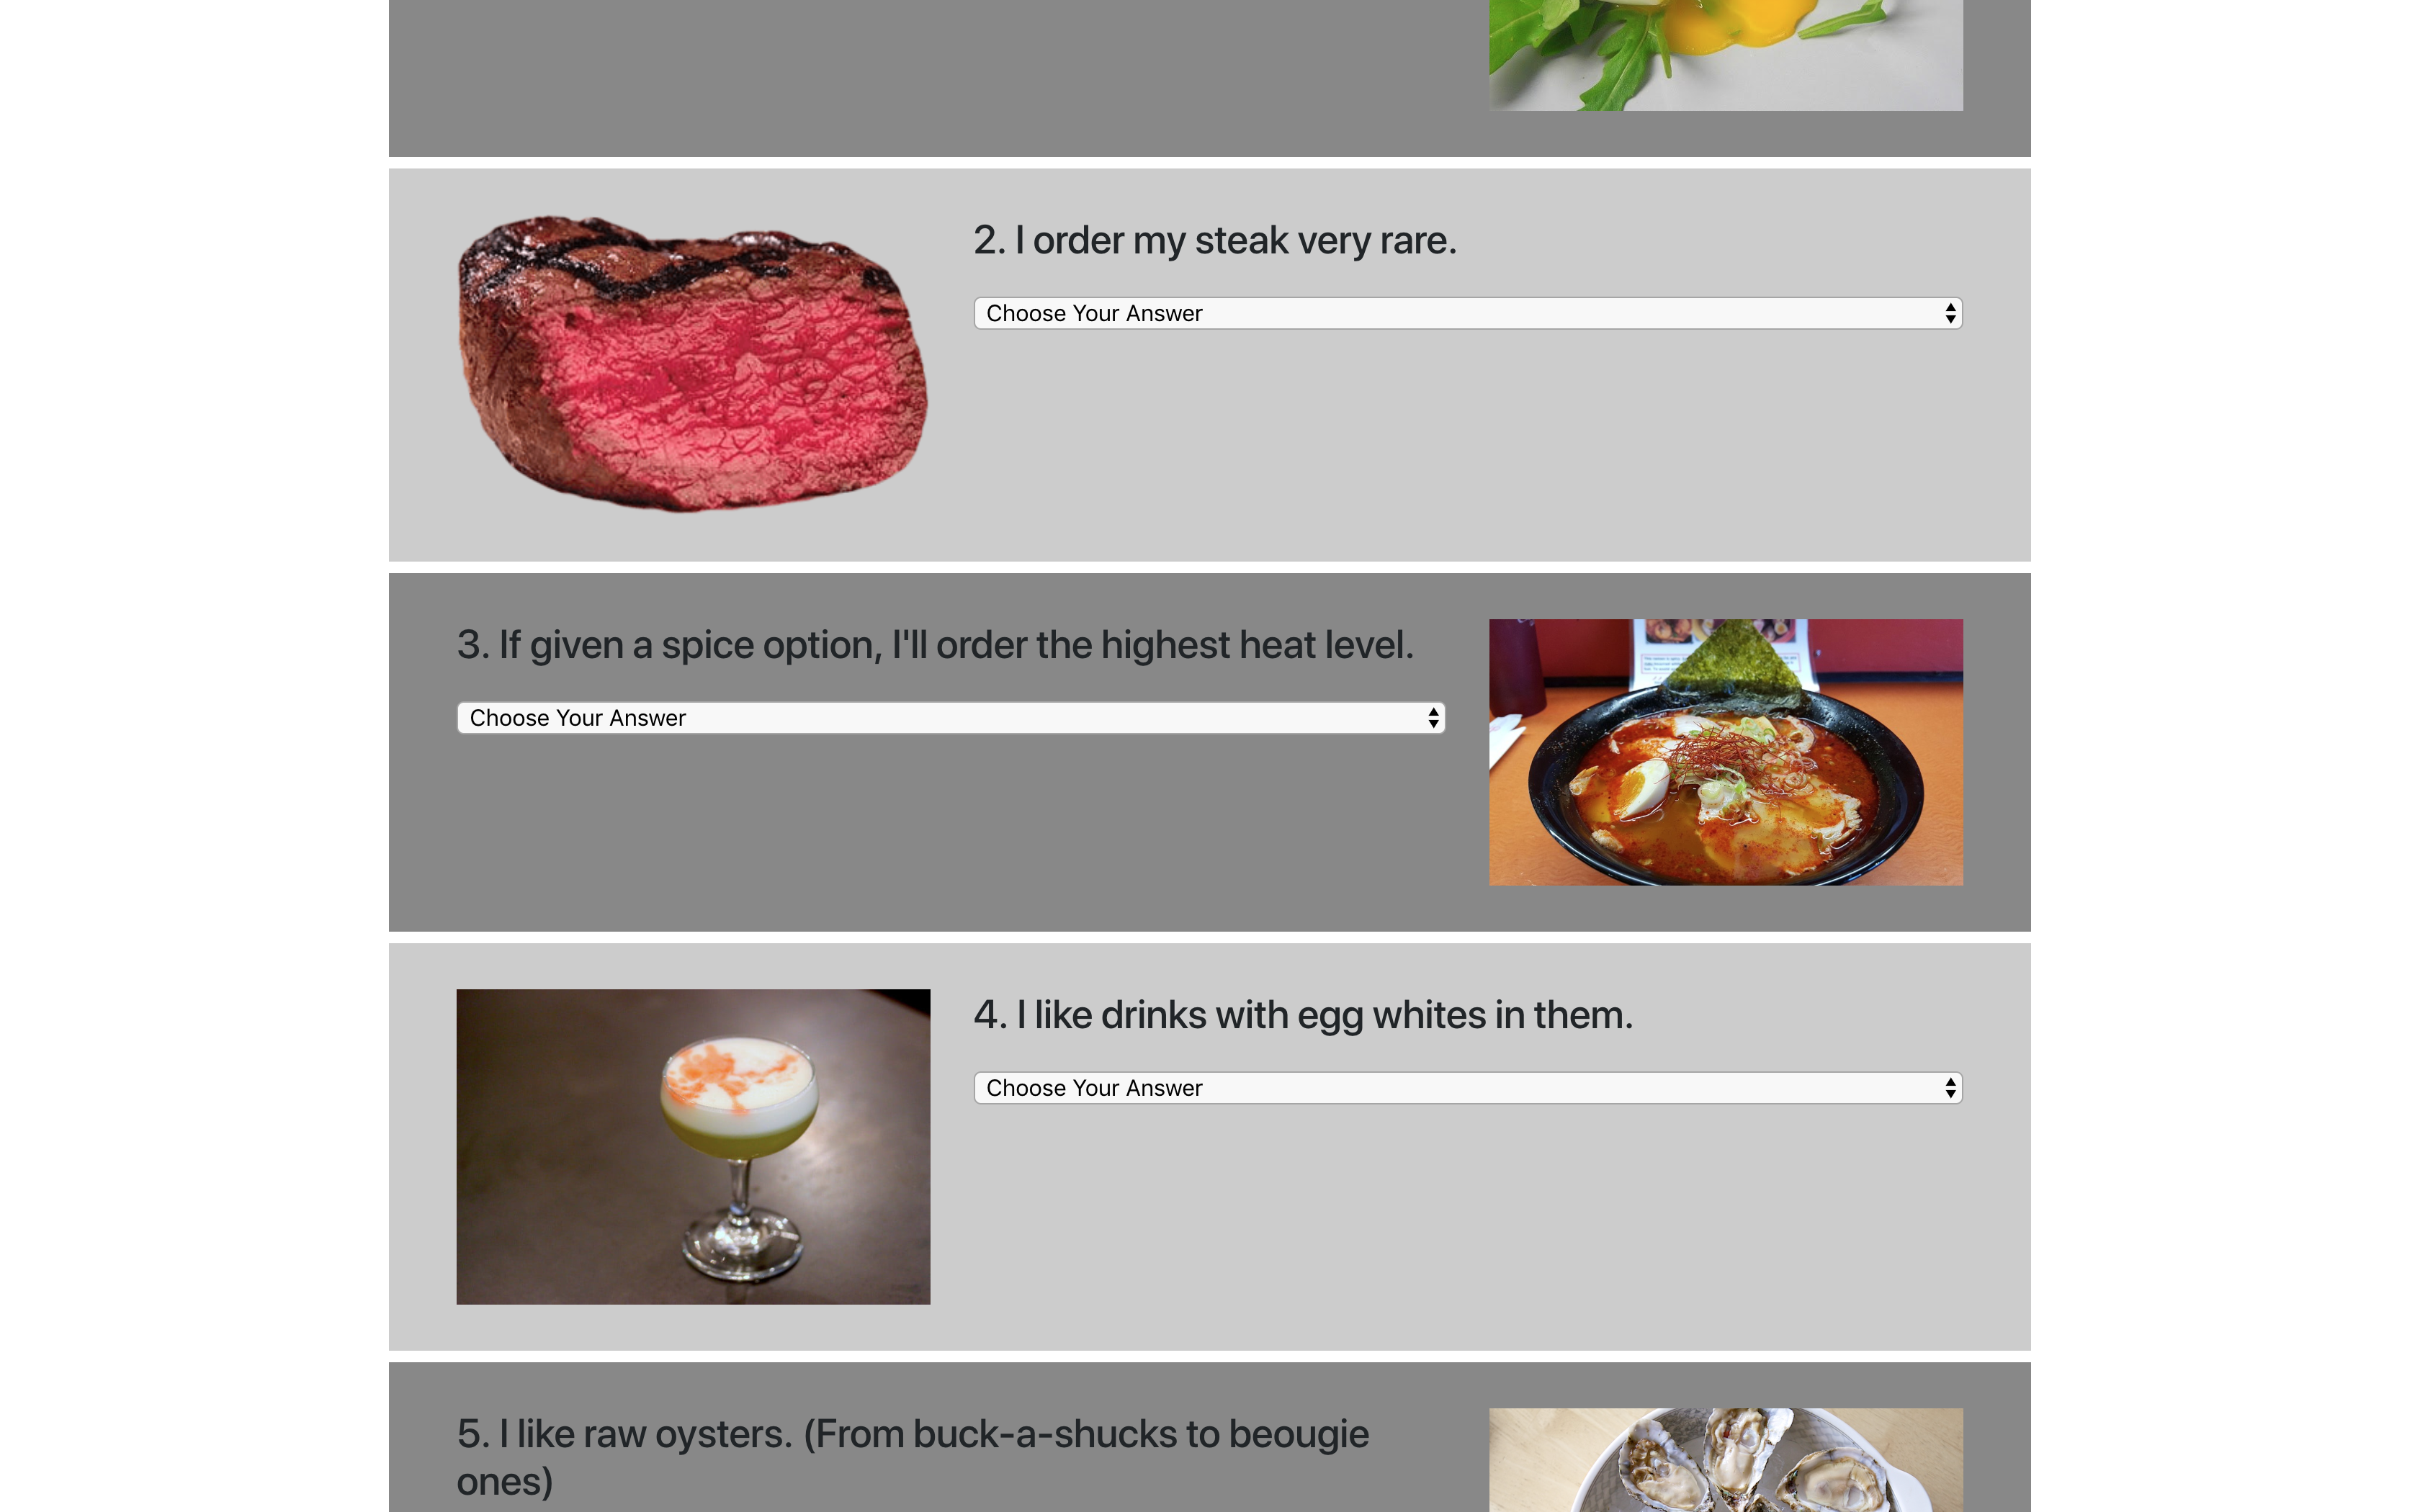 2. I order my steak very rare.
Choose Your Answer
3. If given a spice option, I'll order the highest heat level.
Choose Your Answer
4. I like drinks with egg whites in them.
Choose Your Answer
5. I like raw oysters. (From buck-a-shucks to beougie
ones)